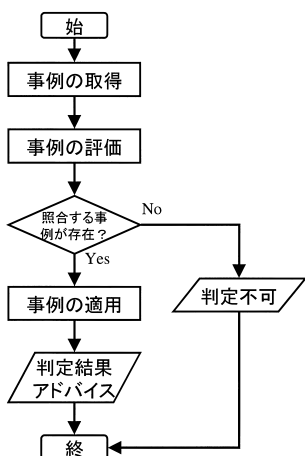 始
事例の取得
事例の評価
照合する事
例が存在？
No
Yes
事例の適用
判定不可
判定結果
アドバイス
終